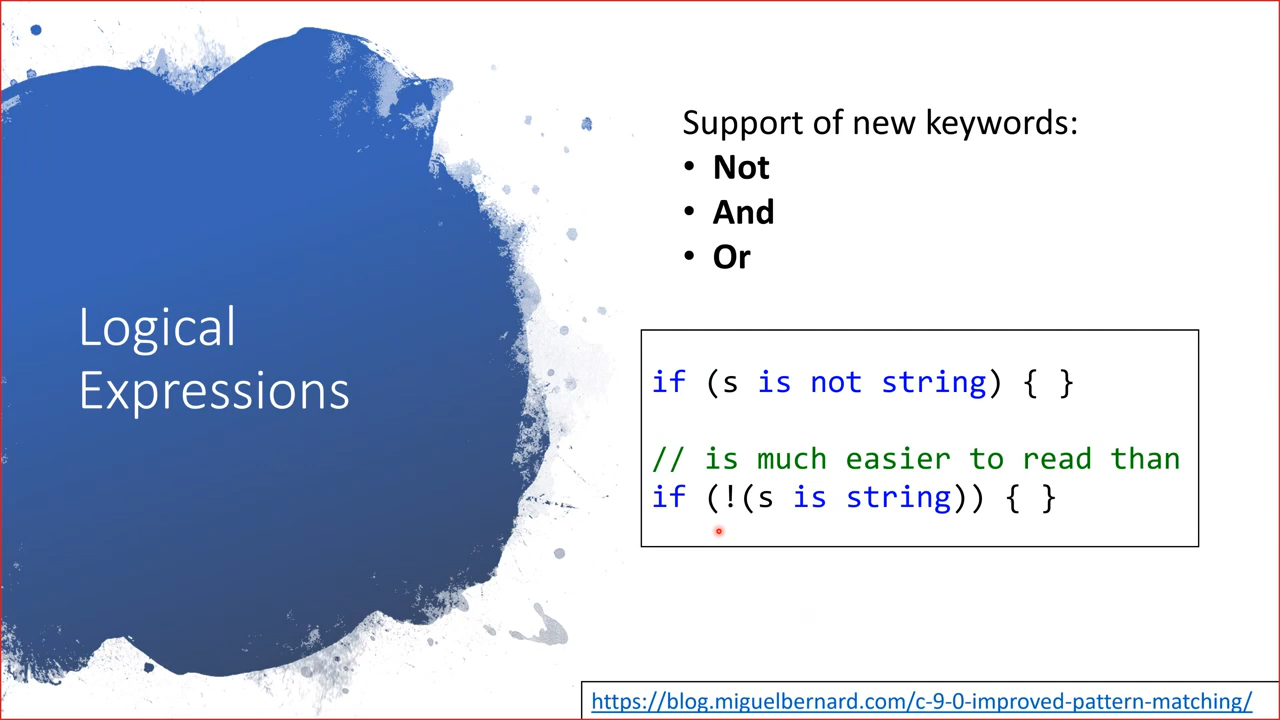 Logical
Expressions
Support of new keywords:
• Not
• And
• Or
if (s is not string) { }
// is much easier to read than
if (!(s is string)) { }
https://blog.miguelbernard.com/c-9-0-improved-pattern-matching/